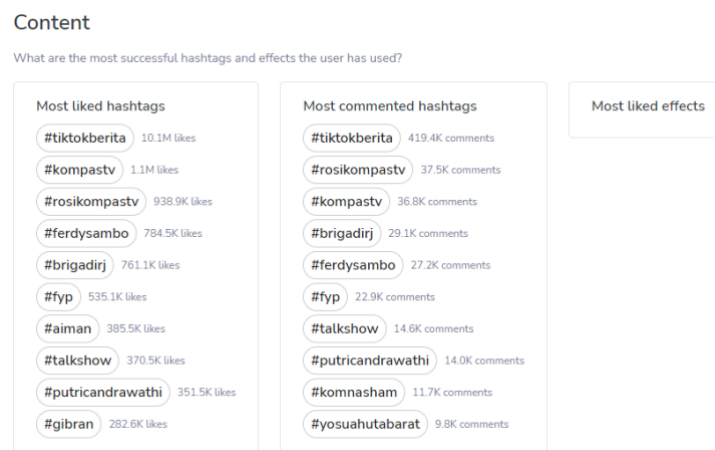 Content
What are the most successful hashtags and effects the user has used?
Most liked hashtags
#tiktokberita 10.1M likes
#kompastv 1.1M likes
#rosikompastv 938.9K likes
#ferdysambo 784.5K likes
#brigadirj 761.1K likes
#fyp 535.1K likes
#aiman 385.5K likes
#talkshow 370.5K likes
#putricandrawathi 351.5K likes
#gibran 282.6K likes
Most commented hashtags
#tiktokberita 419.4K comments
#rosikompastv 37.5K comments
#kompastv 36.8K comments
#brigadirj 29.1K comments
#ferdysambo 27.2K comments
#fyp 22.9K comments
#talkshow 14.6K comments
#putricandrawathi 14.0K comments
#komnasham 11.7K comments
#yosuahutabarat 9.8K comments
Most liked effects